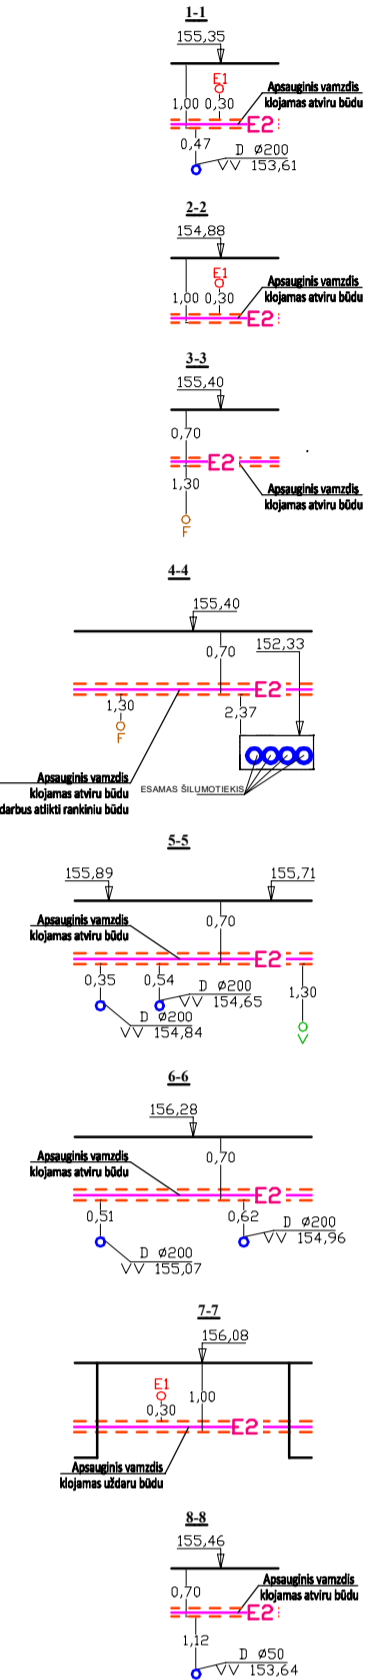 1-1
155,35
E1
Apsauginis vamzdis
klojamas atviru būdu
1,00 0,30
E2
0,47
D Ø200
VV 153,61
2-2
154,88
E1
Apsauginis vamzdis
klojamas atviru būdu
1,00 0,30
E2
3-3
155,40
0,70
E2
1,30
Apsauginis vamzdis
klojamas atviru būdu
F
4-4
155,40
0,70
152,33
E2
1,30
2,37
F
Apsauginis vamzdis
klojamas atviru būdu
darbus atlikti rankiniu būdu
ESAMAS ŠILUMOTIEKIS
5-5
155,89
155,71
Apsauginis vamzdis
klojamas atviru būdu
0,70
E2
0,35
0,54
D Ø200
VV 154,65
1,30
D Ø200
VV 154,84
V
6-6
156,28
Apsauginis vamzdis
klojamas atviru būdu
0,70
E2
0,51
0,62
D Ø200
VV 154,96
D Ø200
VV 155,07
7-7
156,08
E1
1,00
0,30
E2
Apsauginis vamzdis
klojamas uždaru būdu
8-8
155,46
Apsauginis vamzdis
klojamas atviru būdu
0,70
E2
1,12
D Ø50
VV 153,64